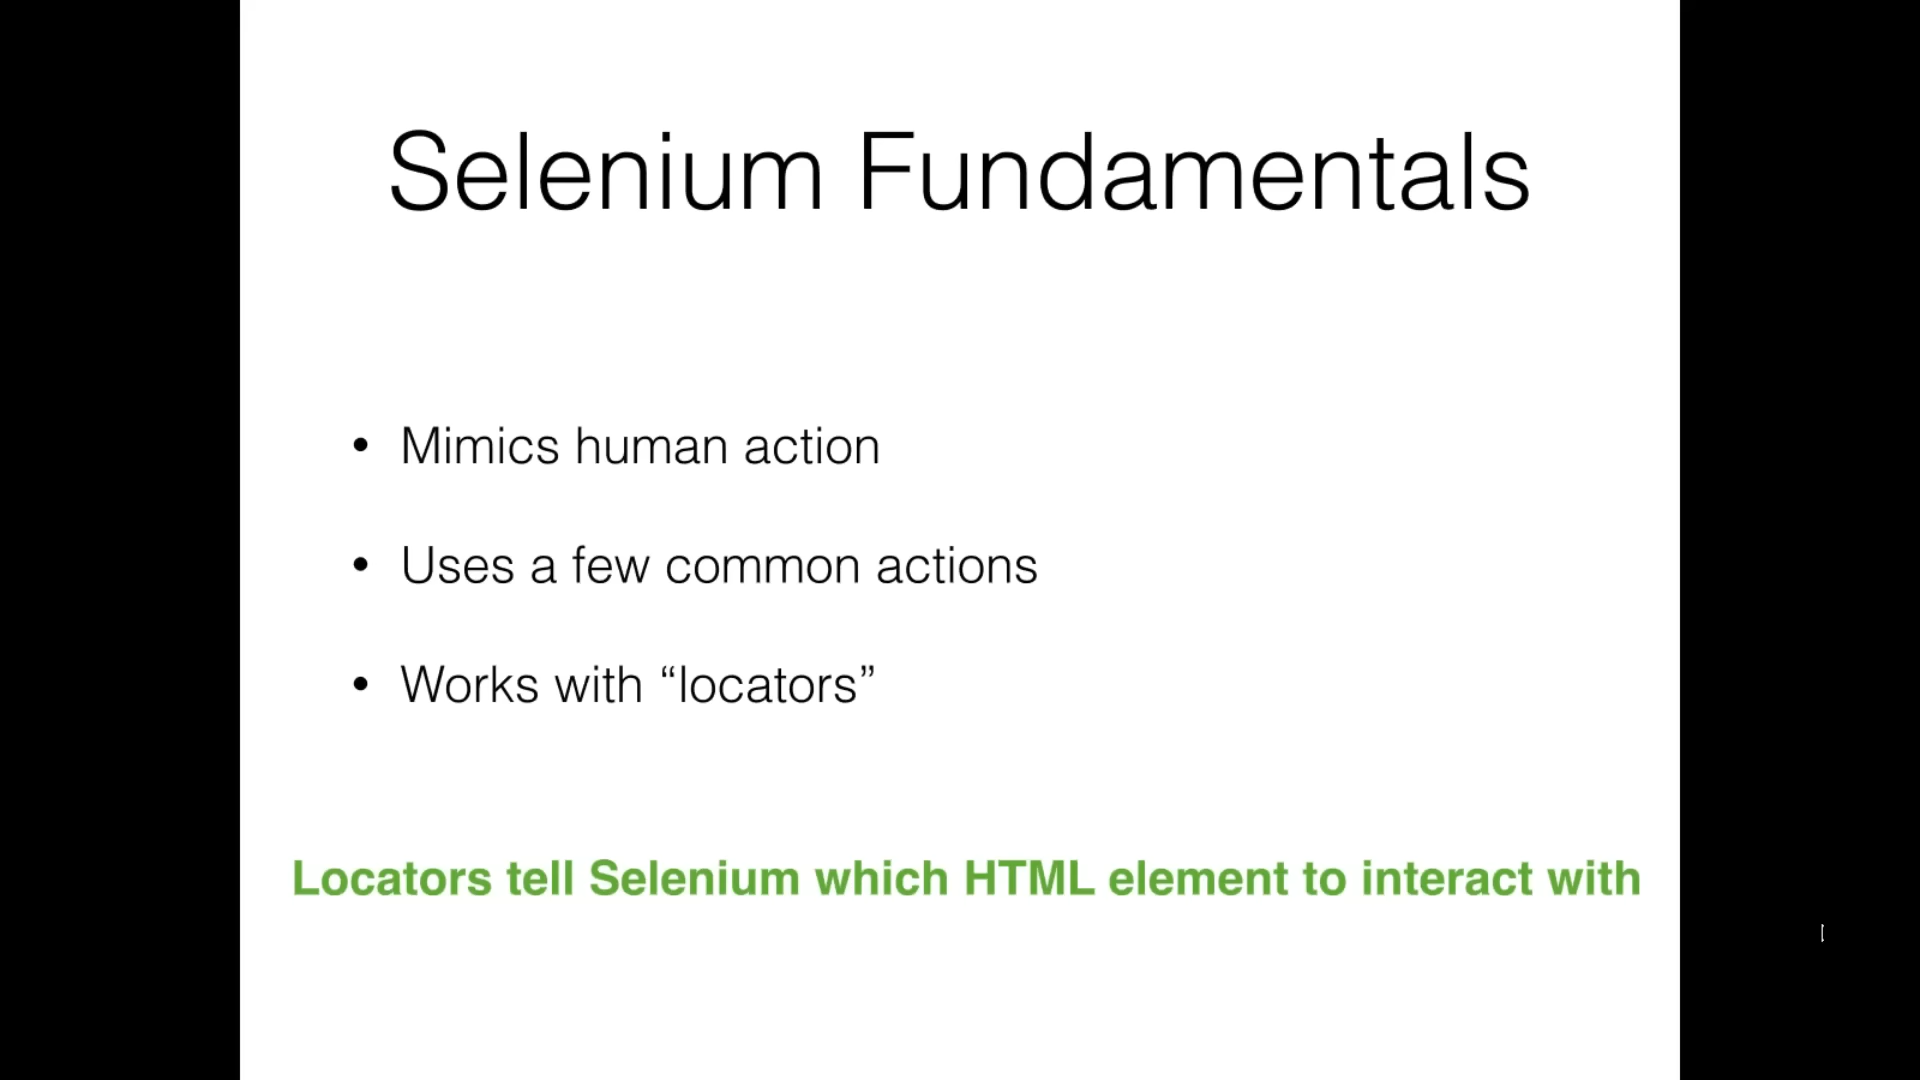 Selenium Fundamentals
• Mimics human action
• Uses a few common actions
• Works with “locators”
Locators tell Selenium which HTML element to interact with